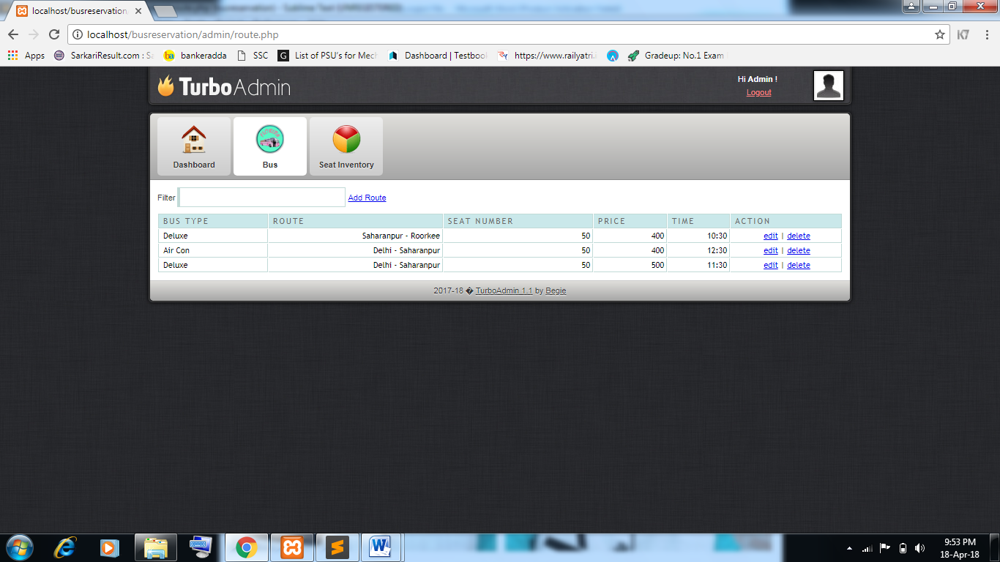 localhost/busreservation
localhost/busreservation/admin/route.php
K7
Apps SarkariResult.com : Sa bankeradda SSC G List of PSU's for Mech Dashboard | Testbook https://www.railyatri.i Gradeup: No.1 Exam
TurboAdmin
Hi Admin !
Logout
FLORIDA
Dashboard Bus Seat Inventory
Filter Add Route
BUS TYPE ROUTE SEAT NUMBER PRICE TIME ACTION
Deluxe Saharanpur - Roorkee 50 400 10:30 edit | delete
Air Con Delhi - Saharanpur 50 400 12:30 edit | delete
Deluxe Delhi - Saharanpur 50 500 11:30 edit | delete
2017-18 � TurboAdmin 1.1 by Begie
9:53 PM
18-Apr-18